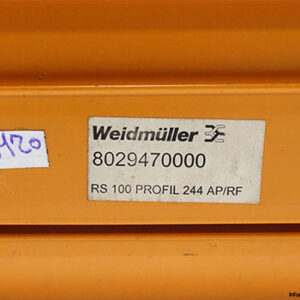 Weidmüller
8029470000
RS 100 PROFIL 244 AP/RF